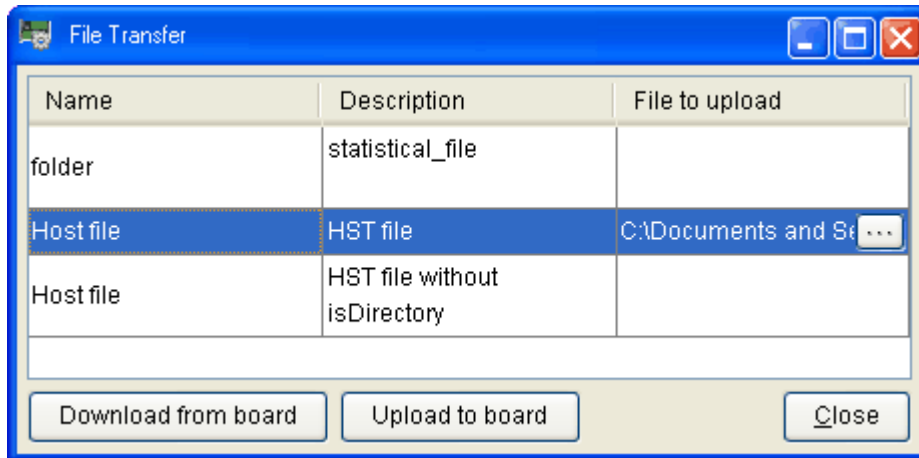 File Transfer
Name Description File to upload
folder statistical_file
Host file HST file C:\Documents and Se ...
Host file HST file without
isDirectory
Download from board Upload to board Close